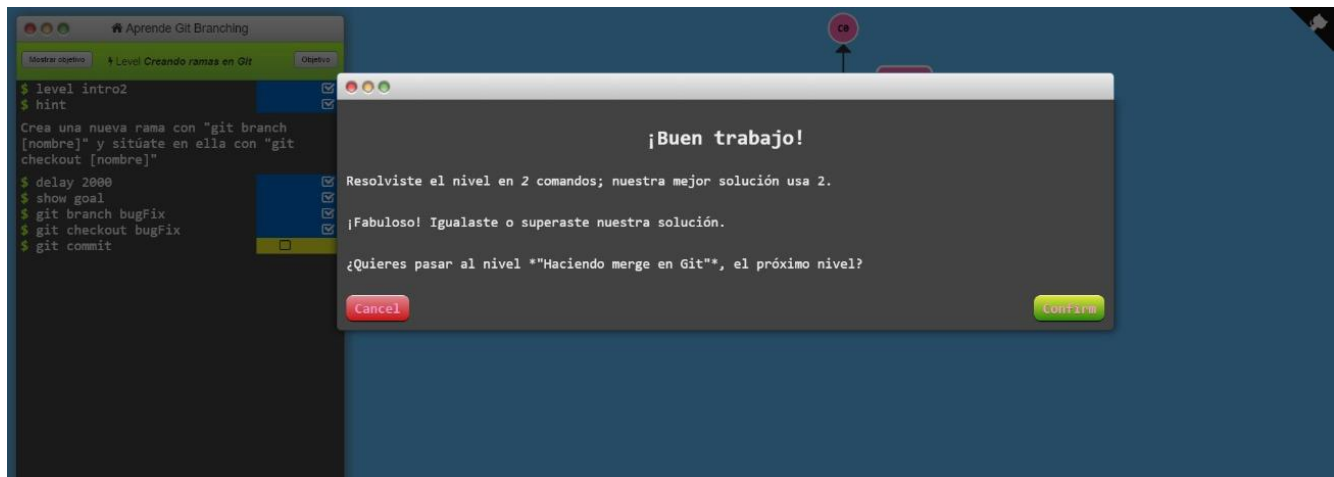 Aprende Git Branching
Mostrar objetivo
Level Creando ramas en Git
Objetivo
$ level intro2
$ hint
Crea una nueva rama con "git branch
[nombre]" y sitúate en ella con "git
checkout [nombre]"
$ delay 2000
$ show goal
$ git branch bugFix
$ git checkout bugFix
$ git commit
¡Buen trabajo!
Resolviste el nivel en 2 comandos; nuestra mejor solución usa 2.
¡Fabuloso! Igualaste o superaste nuestra solución.
¿Quieres pasar al nivel *"Haciendo merge en Git"*, el próximo nivel?
Cancel
Confirm